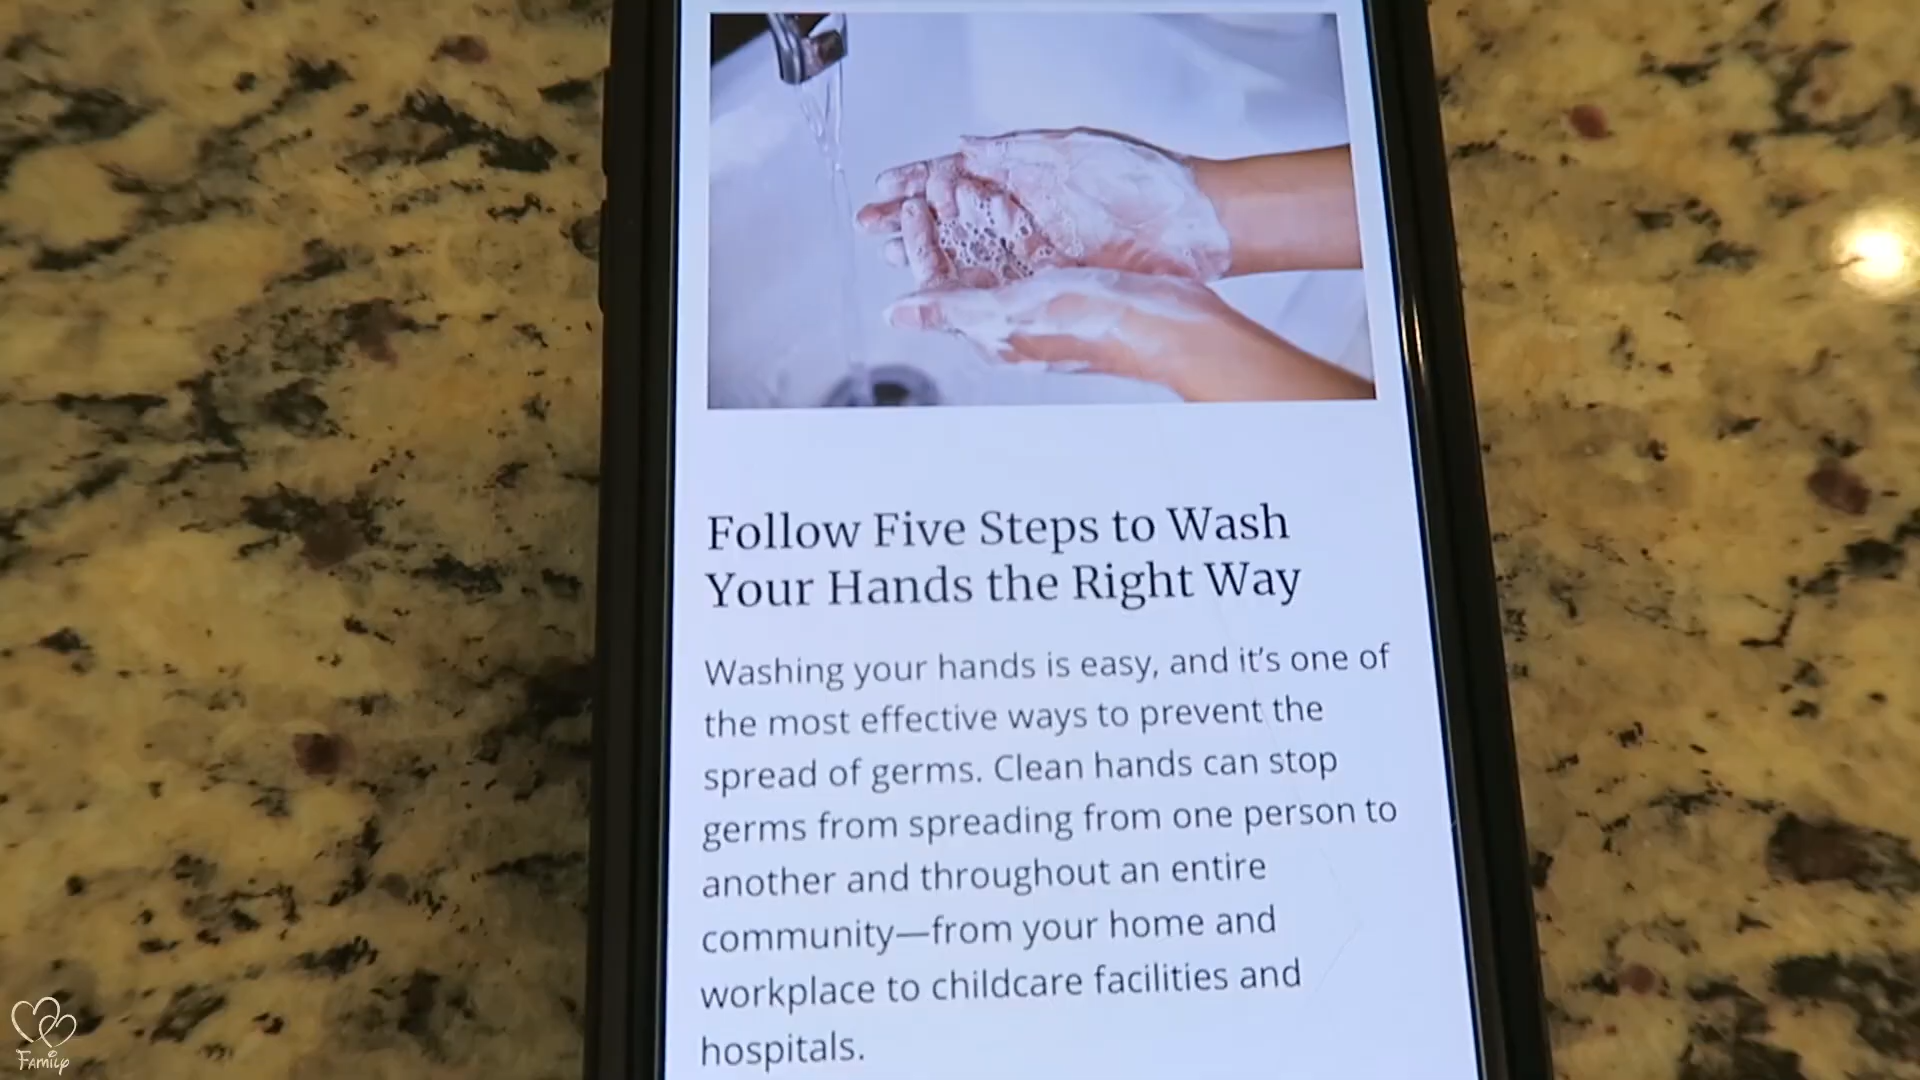 Follow Five Steps to Wash
Your Hands the Right Way
Washing your hands is easy, and it's one of
the most effective ways to prevent the
spread of germs. Clean hands can stop
germs from spreading from one person to
another and throughout an entire
community—from your home and
workplace to childcare facilities and
hospitals.
Family